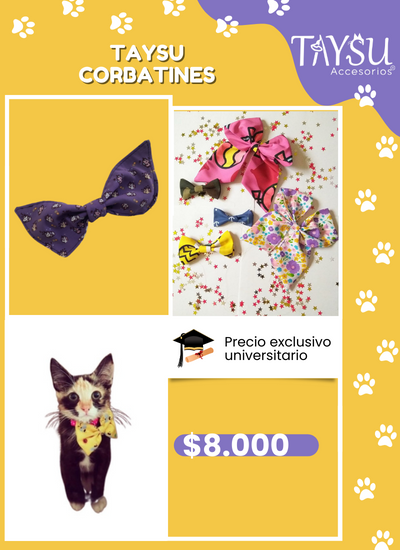 TAYSU
CORBATINES
TAYSU
Accesorios®
Precio exclusivo
universitario
$8.000